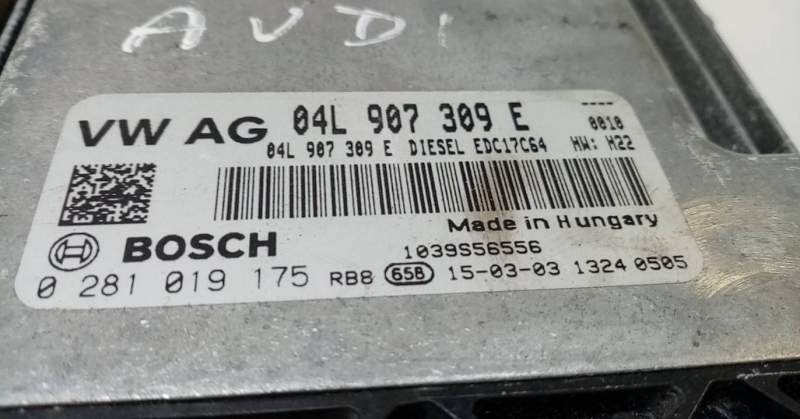 AUDI
VW AG 04L 907 309 E ----
04L 907 309 E DIESEL EDC17C64 0010
HW: H22
Made in Hungary
BOSCH 1039S56556
0 281 019 175 RB8 658 15-03-03 1324 0505